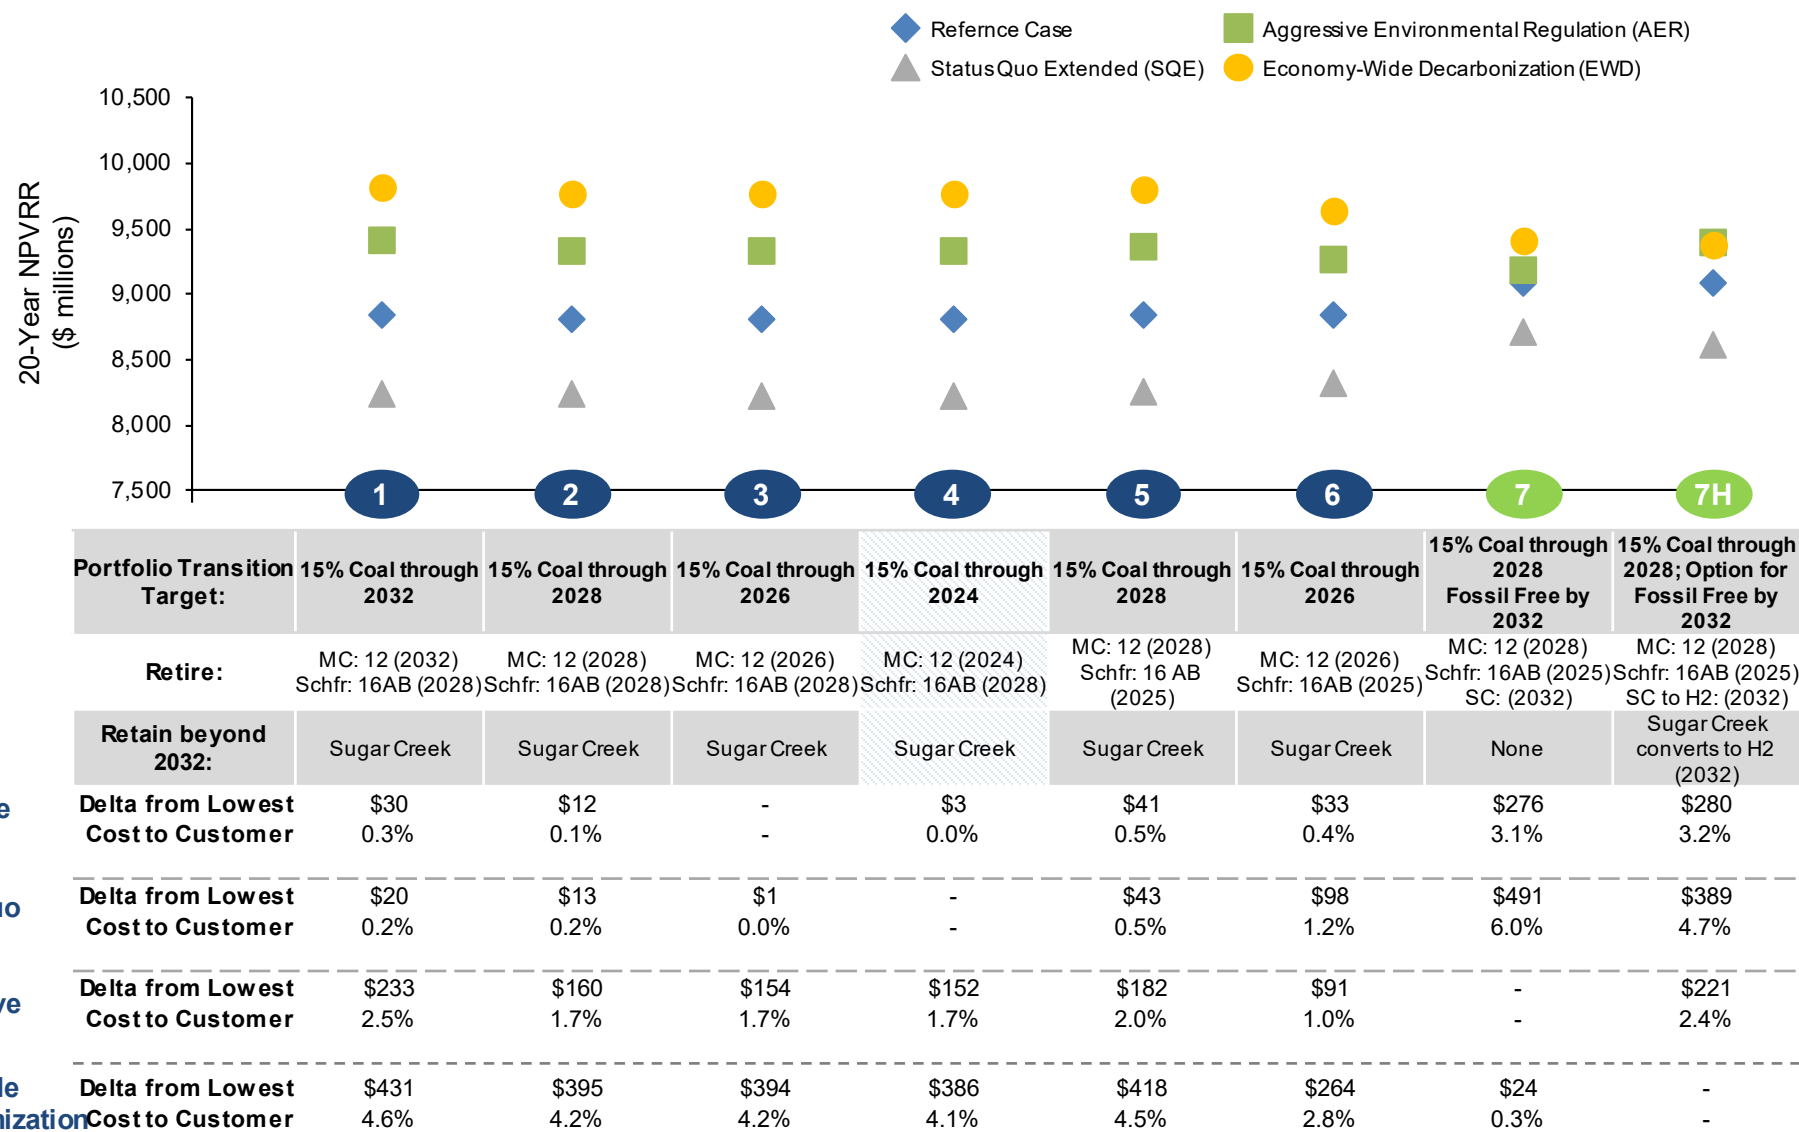 Refernce Case
Aggressive Environmental Regulation (AER)
Status Quo Extended (SQE)
Economy-Wide Decarbonization (EWD)
20-Year NPVRR
($ millions)
10,500
10,000
9,500
9,000
8,500
8,000
7,500
1 2 3 4 5 6 7 7H
Portfolio Transition
Target:
15% Coal through
2032
15% Coal through
2028
15% Coal through
2026
15% Coal through
2024
15% Coal through
2028
15% Coal through
2026
15% Coal through
2028
Fossil Free by
2032
15% Coal through
2028; Option for
Fossil Free by
2032
Retire:
MC: 12 (2032)
Schfr: 16AB (2028)
MC: 12 (2028)
Schfr: 16AB (2028)
MC: 12 (2026)
Schfr: 16AB (2028)
MC: 12 (2024)
Schfr: 16AB (2028)
MC: 12 (2028)
Schfr: 16 AB
(2025)
MC: 12 (2026)
Schfr: 16AB (2025)
MC: 12 (2028)
Schfr: 16AB (2025)
SC: (2032)
MC: 12 (2028)
Schfr: 16AB (2025)
SC to H2: (2032)
Retain beyond
2032:
Sugar Creek
Sugar Creek
Sugar Creek
Sugar Creek
Sugar Creek
Sugar Creek
None
Sugar Creek
converts to H2
(2032)
Delta from Lowest $30 $12 - $3 $41 $33 $276 $280
Cost to Customer 0.3% 0.1% - 0.0% 0.5% 0.4% 3.1% 3.2%
Delta from Lowest $20 $13 $1 - $43 $98 $491 $389
Cost to Customer 0.2% 0.2% 0.0% - 0.5% 1.2% 6.0% 4.7%
Delta from Lowest $233 $160 $154 $152 $182 $91 - $221
Cost to Customer 2.5% 1.7% 1.7% 1.7% 2.0% 1.0% - 2.4%
Delta from Lowest $431 $395 $394 $386 $418 $264 $24 -
nization Cost to Customer 4.6% 4.2% 4.2% 4.1% 4.5% 2.8% 0.3% -